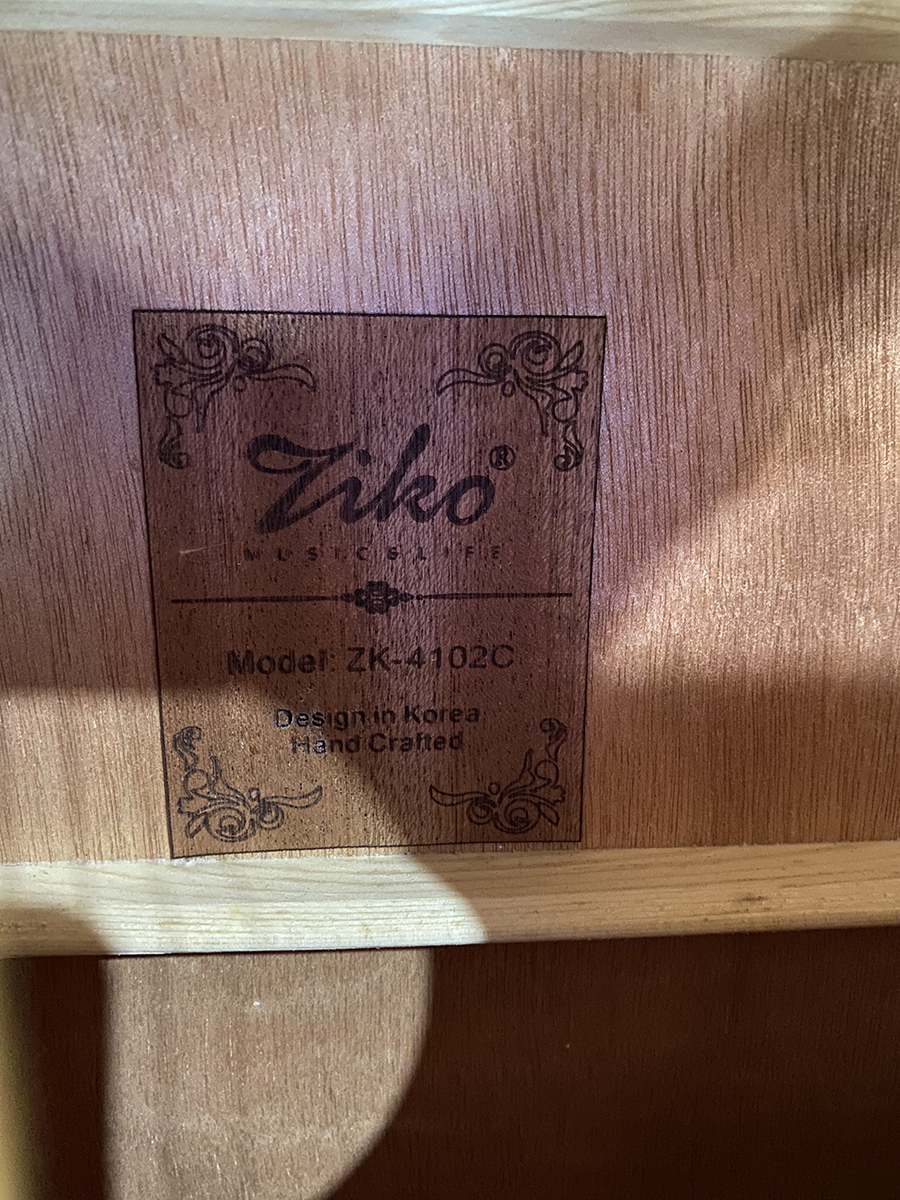 Ziko®
MUSIC&LIFE
Model: ZK-4102C
Design in Korea
Hand Crafted